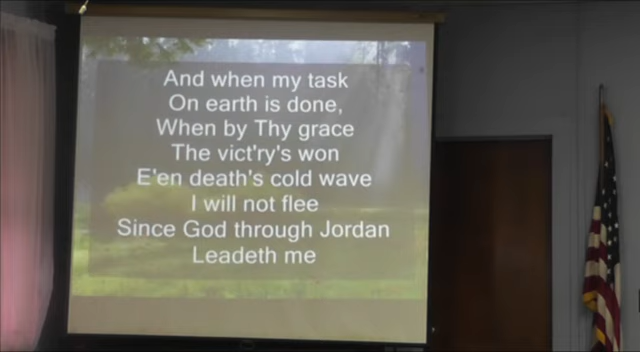 And when my task
On earth is done,
When by Thy grace
The vict'ry's won
E'en death's cold wave
I will not flee
Since God through Jordan
Leadeth me